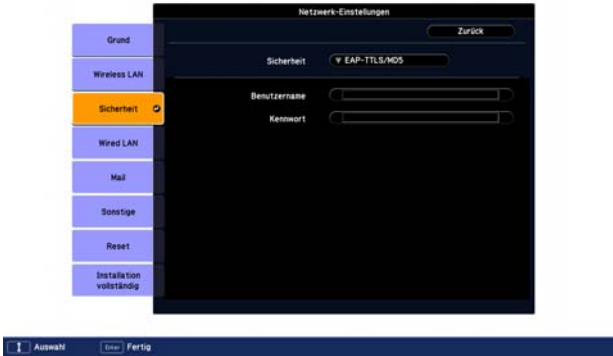 Netzwerk-Einstellungen
Zurück
Grund
Wireless LAN
Sicherheit
Wired LAN
Mail
Sonstige
Reset
Installation
vollständig
Sicherheit EAP-TTLS/MD5
Benutzername
Kennwort
Auswahl Enter Fertig